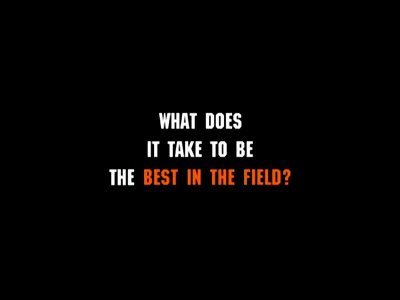 WHAT DOES
IT TAKE TO BE
THE BEST IN THE FIELD?